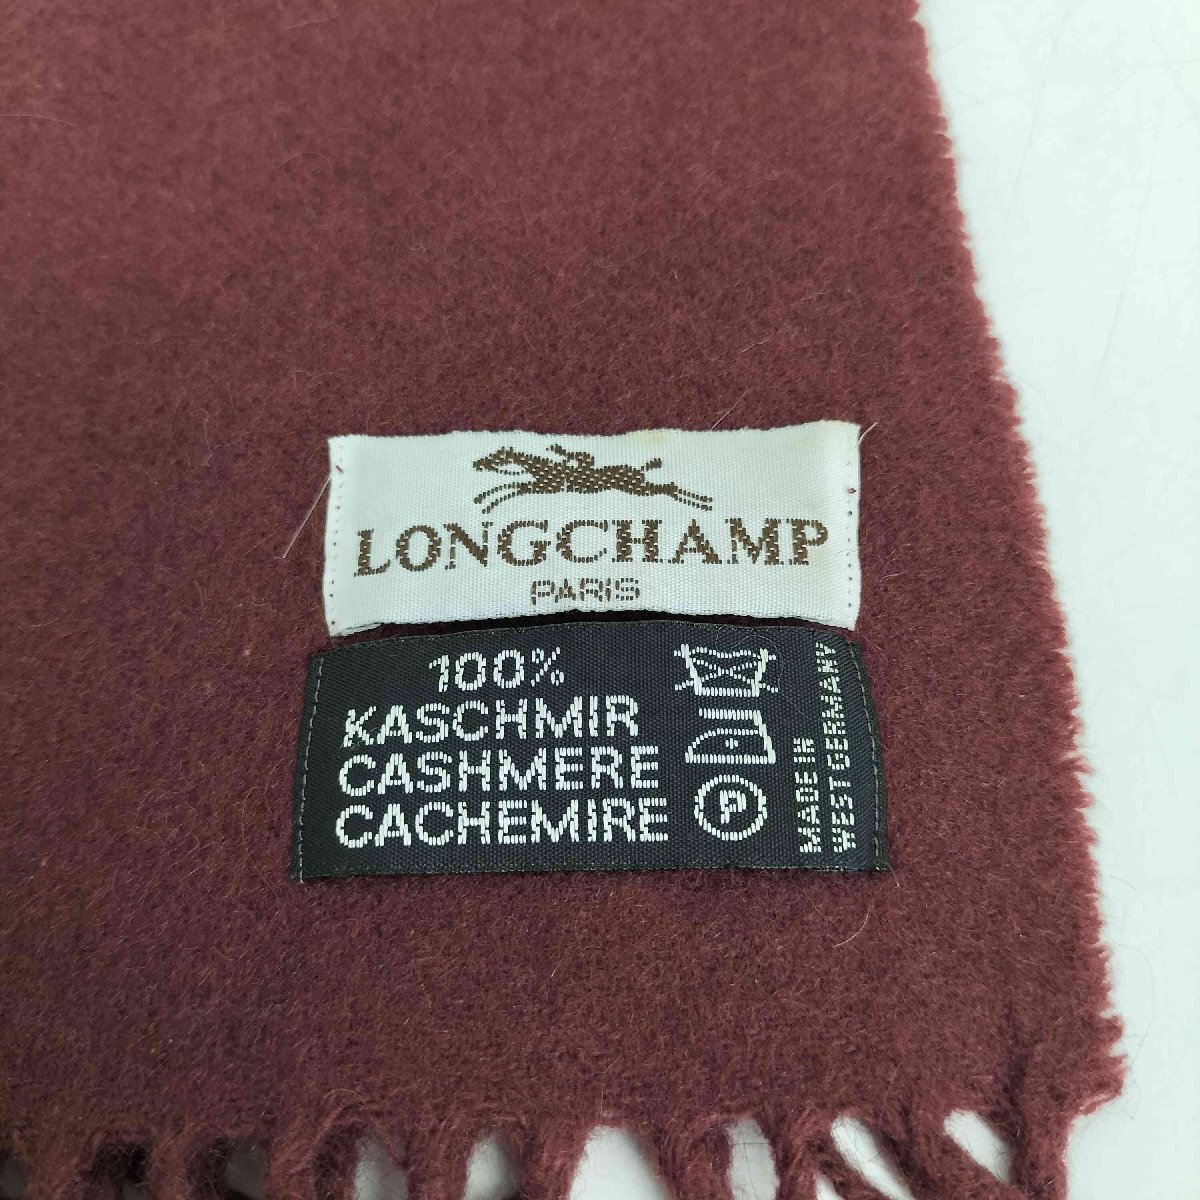 LONGCHAMP
PARIS
100%
KASCHMIR
CASHMERE
CACHEMIRE
P
MADE IN
WEST GERMANY